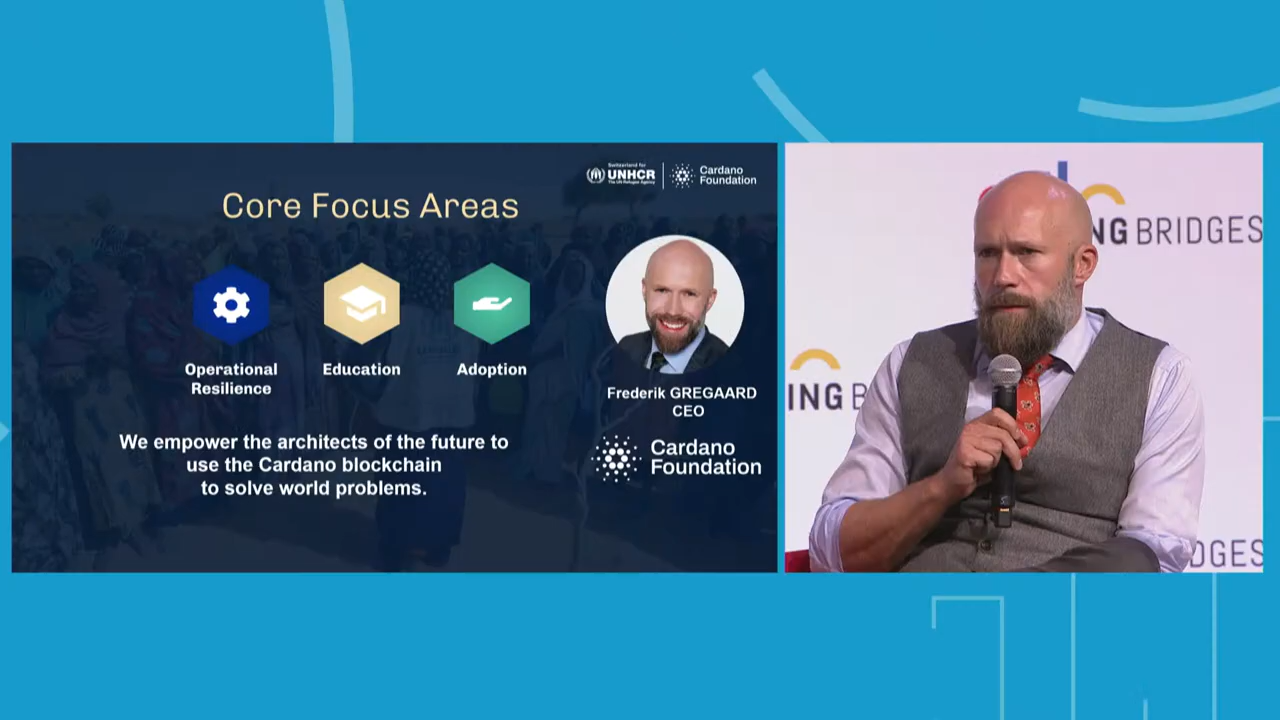 Switzerland for
UNHCR
The UN Refugee Agency
Cardano
Foundation
Core Focus Areas
Operational
Resilience
Education
Adoption
Frederik GREGAARD
CEO
We empower the architects of the future to
use the Cardano blockchain
to solve world problems.
Cardano
Foundation
NG BRIDGES
ING B
DGES